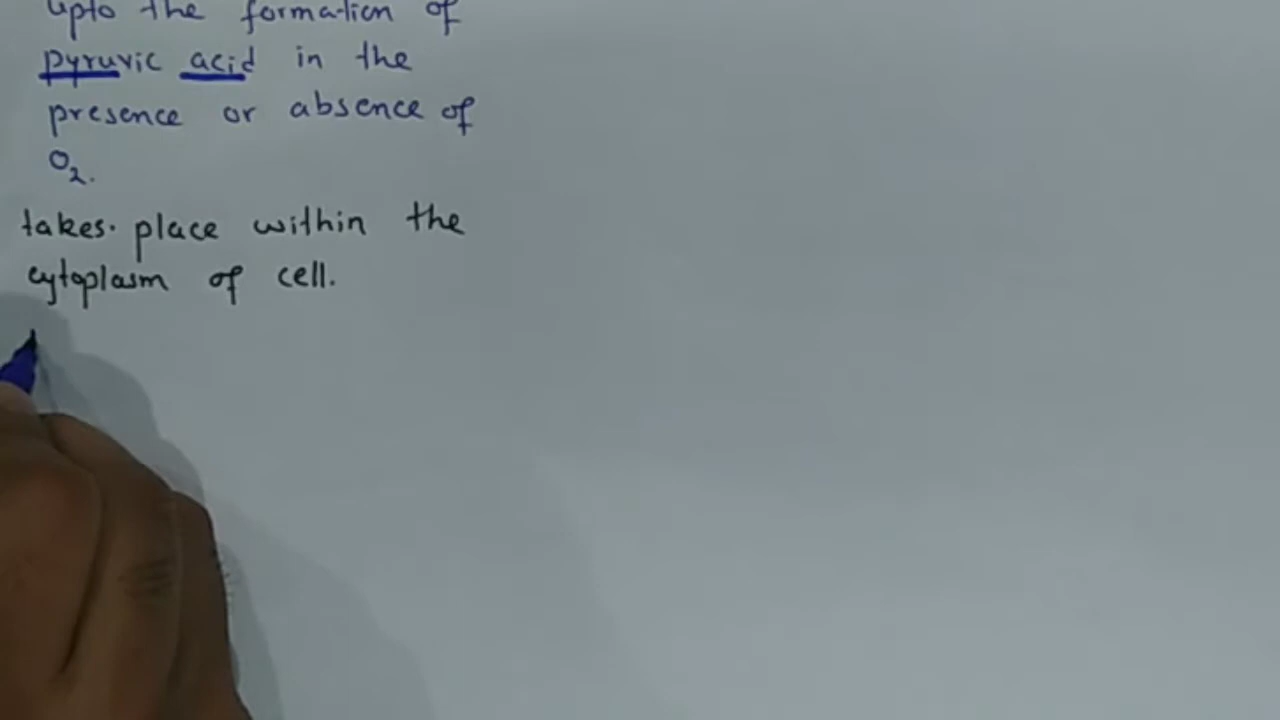 upto the formation of
pyruvic acid in the
presence or absence of
O₂.
takes place within the
cytoplasm of cell.